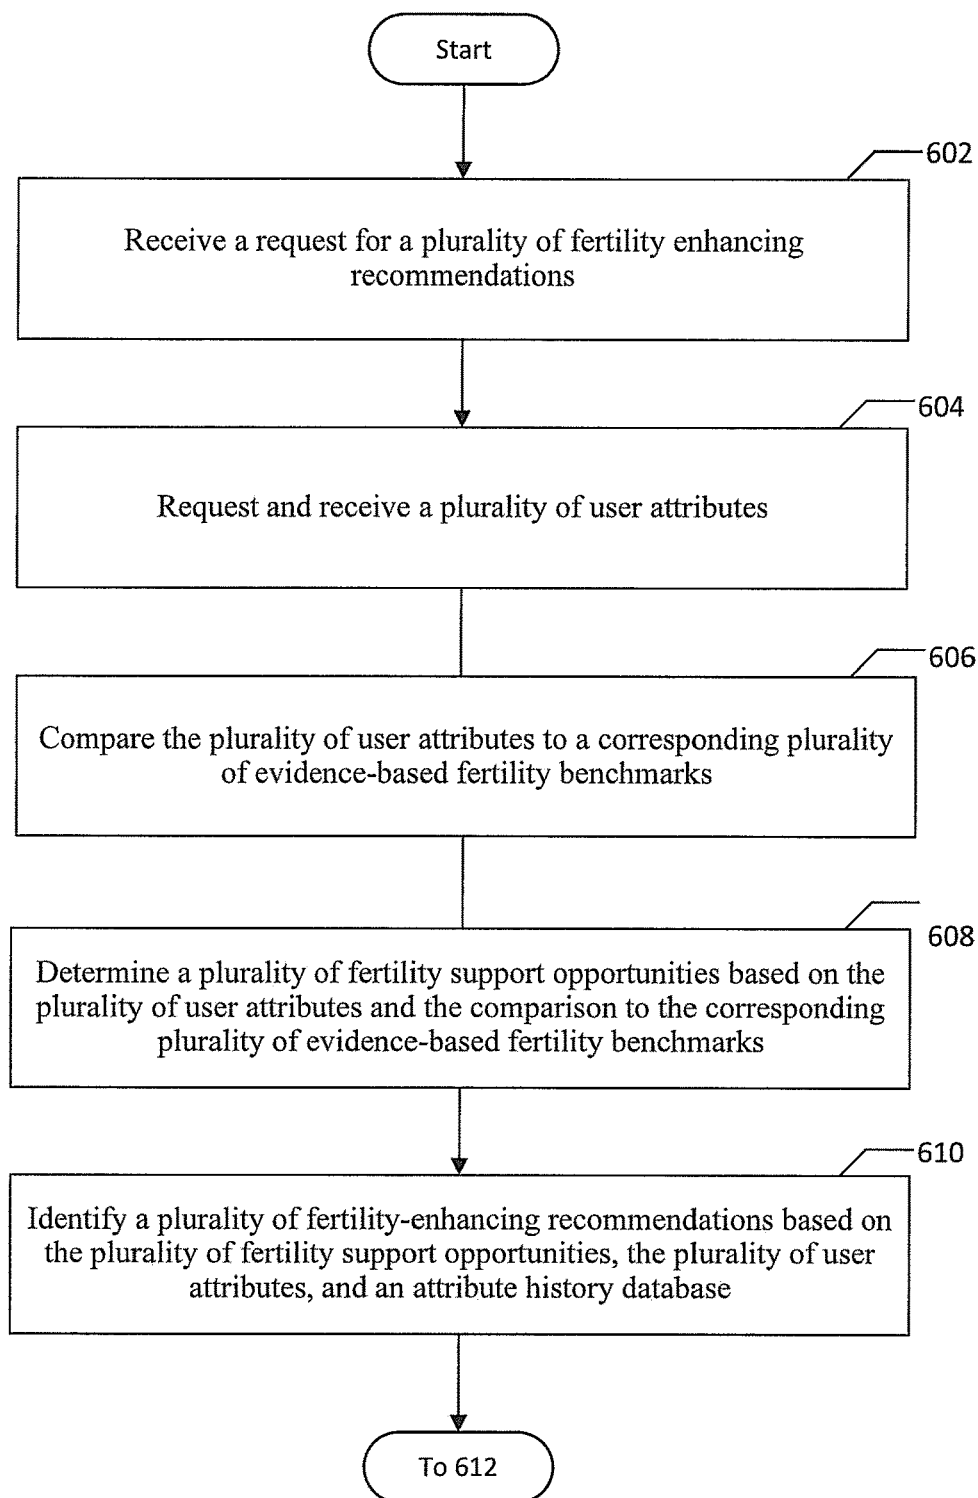 Start
602
Receive a request for a plurality of fertility enhancing
recommendations
604
Request and receive a plurality of user attributes
606
Compare the plurality of user attributes to a corresponding plurality
of evidence-based fertility benchmarks
608
Determine a plurality of fertility support opportunities based on the
plurality of user attributes and the comparison to the corresponding
plurality of evidence-based fertility benchmarks
610
Identify a plurality of fertility-enhancing recommendations based on
the plurality of fertility support opportunities, the plurality of user
attributes, and an attribute history database
To 612